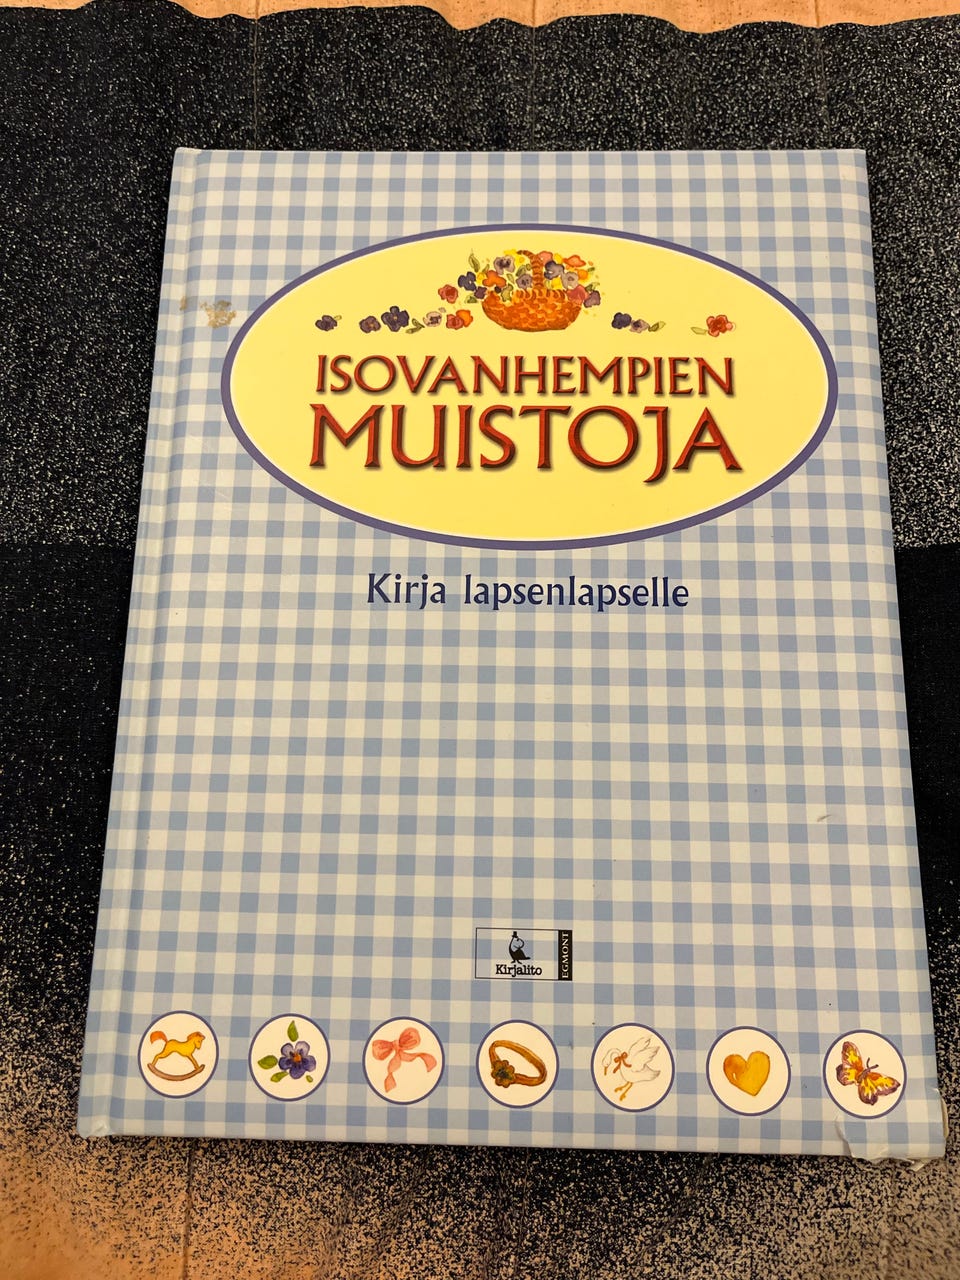 ISOVANHEMPIEN
MUISTOJA
Kirja lapsenlapselle
Kirjalito
EGMONT